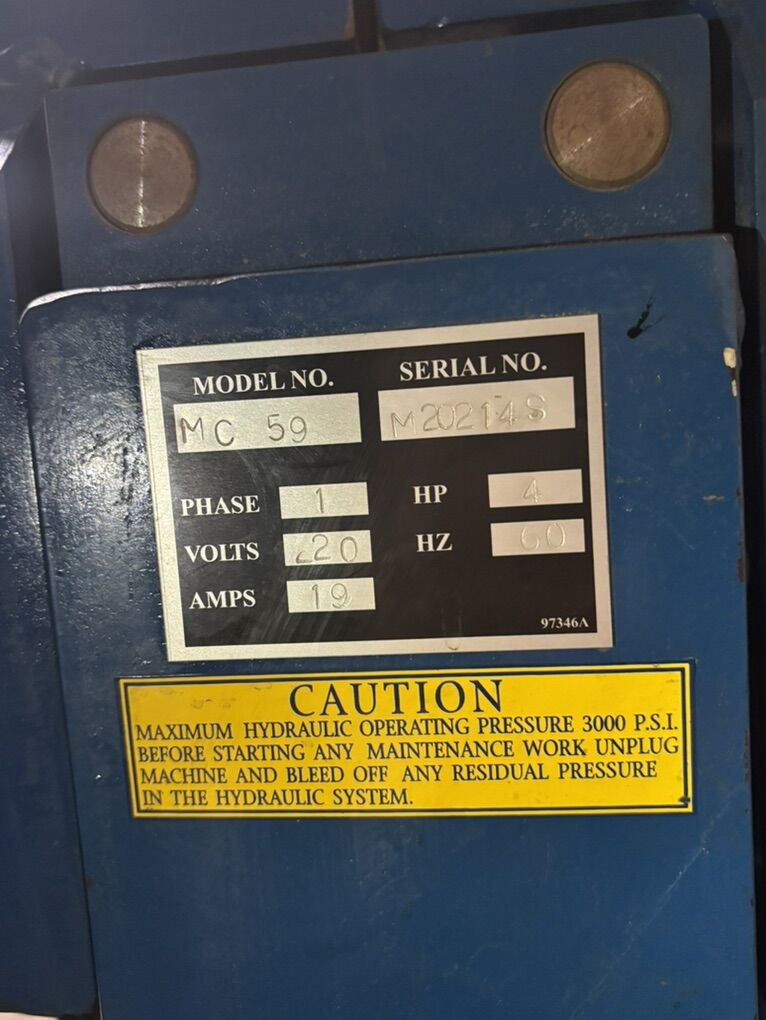 MODEL NO. SERIAL NO.
MC 59 M20214S
PHASE 1 HP 4
VOLTS 220 HZ 60
AMPS 19
97346A
CAUTION
MAXIMUM HYDRAULIC OPERATING PRESSURE 3000 P.S.I.
BEFORE STARTING ANY MAINTENANCE WORK UNPLUG
MACHINE AND BLEED OFF ANY RESIDUAL PRESSURE
IN THE HYDRAULIC SYSTEM.